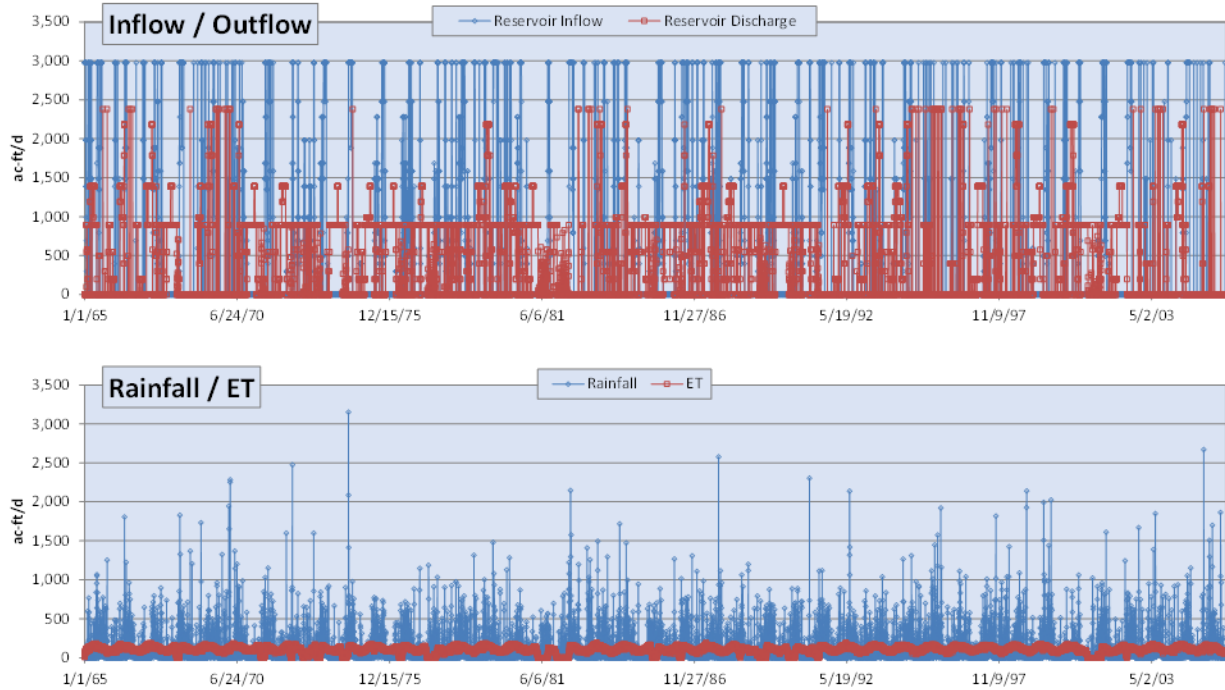 Inflow / Outflow
Reservoir Inflow Reservoir Discharge
3,500
3,000
2,500
2,000
1,500
1,000
500
0
ac-ft/d
1/1/65 6/24/70 12/15/75 6/6/81 11/27/86 5/19/92 11/9/97 5/2/03
Rainfall / ET
Rainfall ET
3,500
3,000
2,500
2,000
1,500
1,000
500
0
ac-ft/d
1/1/65 6/24/70 12/15/75 6/6/81 11/27/86 5/19/92 11/9/97 5/2/03